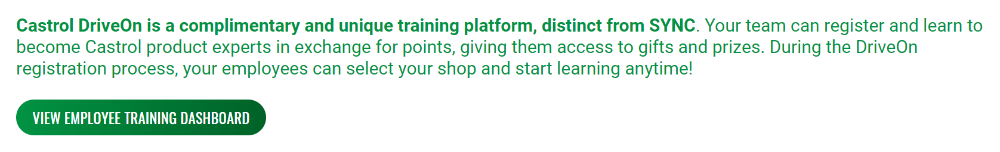 Castrol DriveOn is a complimentary and unique training platform, distinct from SYNC. Your team can register and learn to
become Castrol product experts in exchange for points, giving them access to gifts and prizes. During the DriveOn
registration process, your employees can select your shop and start learning anytime!
VIEW EMPLOYEE TRAINING DASHBOARD